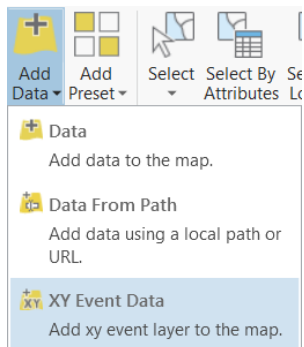 Add Data
Add Preset
Select
Select By Attributes
Data
Add data to the map.
Data From Path
Add data using a local path or
URL.
XY Event Data
Add xy event layer to the map.